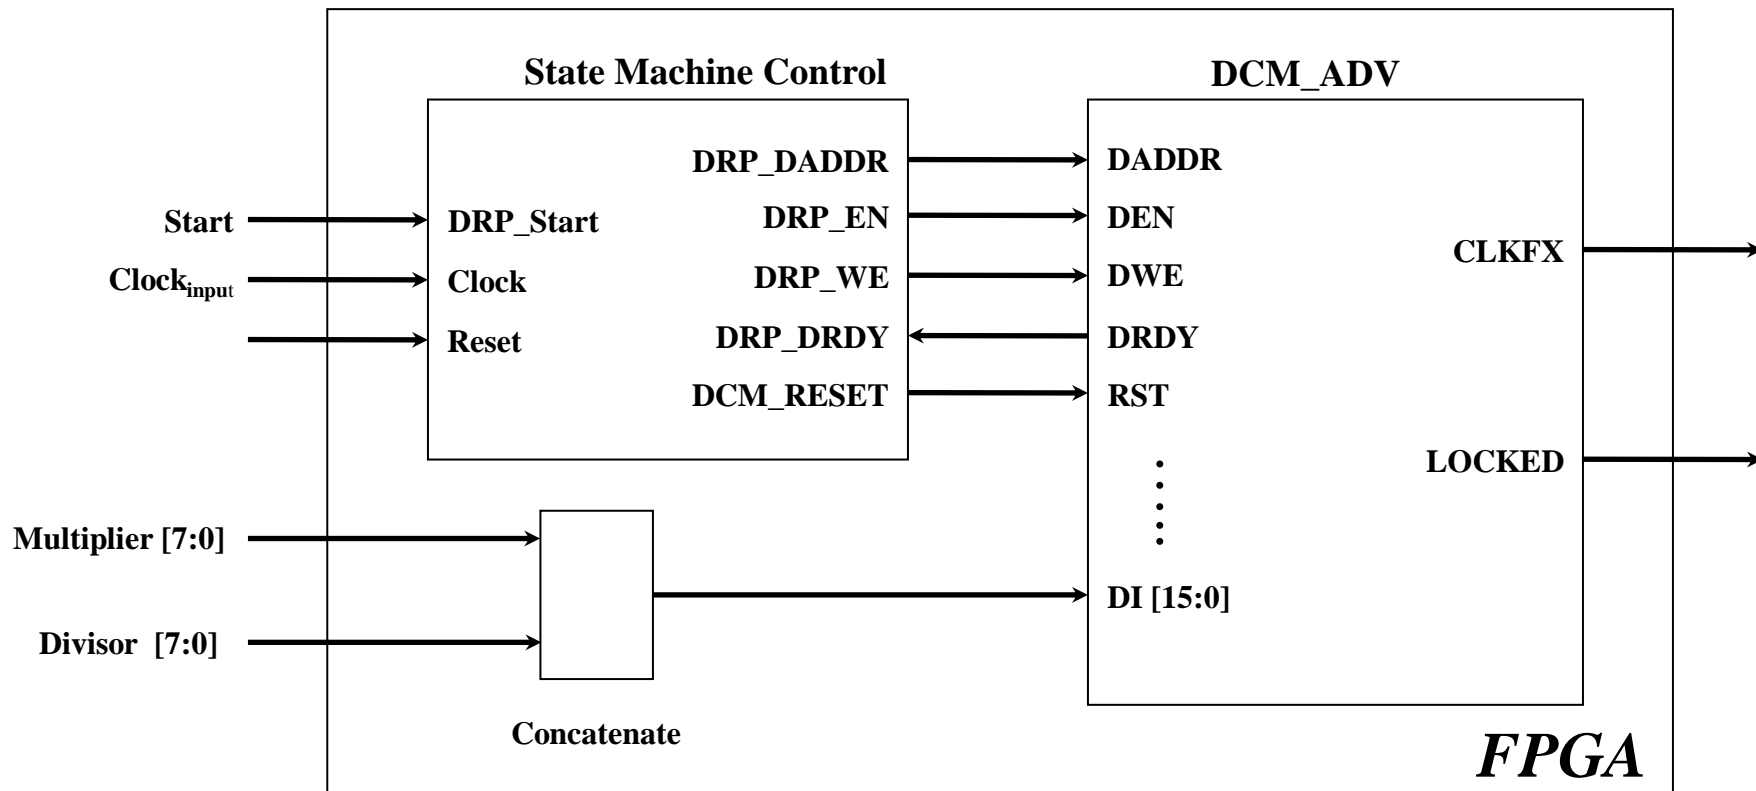 State Machine Control
DCM_ADV
DRP_DADDR
DADDR
Start
DRP_Start
DRP_EN
DEN
CLKFX
Clockinput
Clock
DRP_WE
DWE
Reset
DRP_DRDY
DRDY
DCM_RESET
RST
LOCKED
Multiplier [7:0]
DI [15:0]
Divisor [7:0]
Concatenate
FPGA